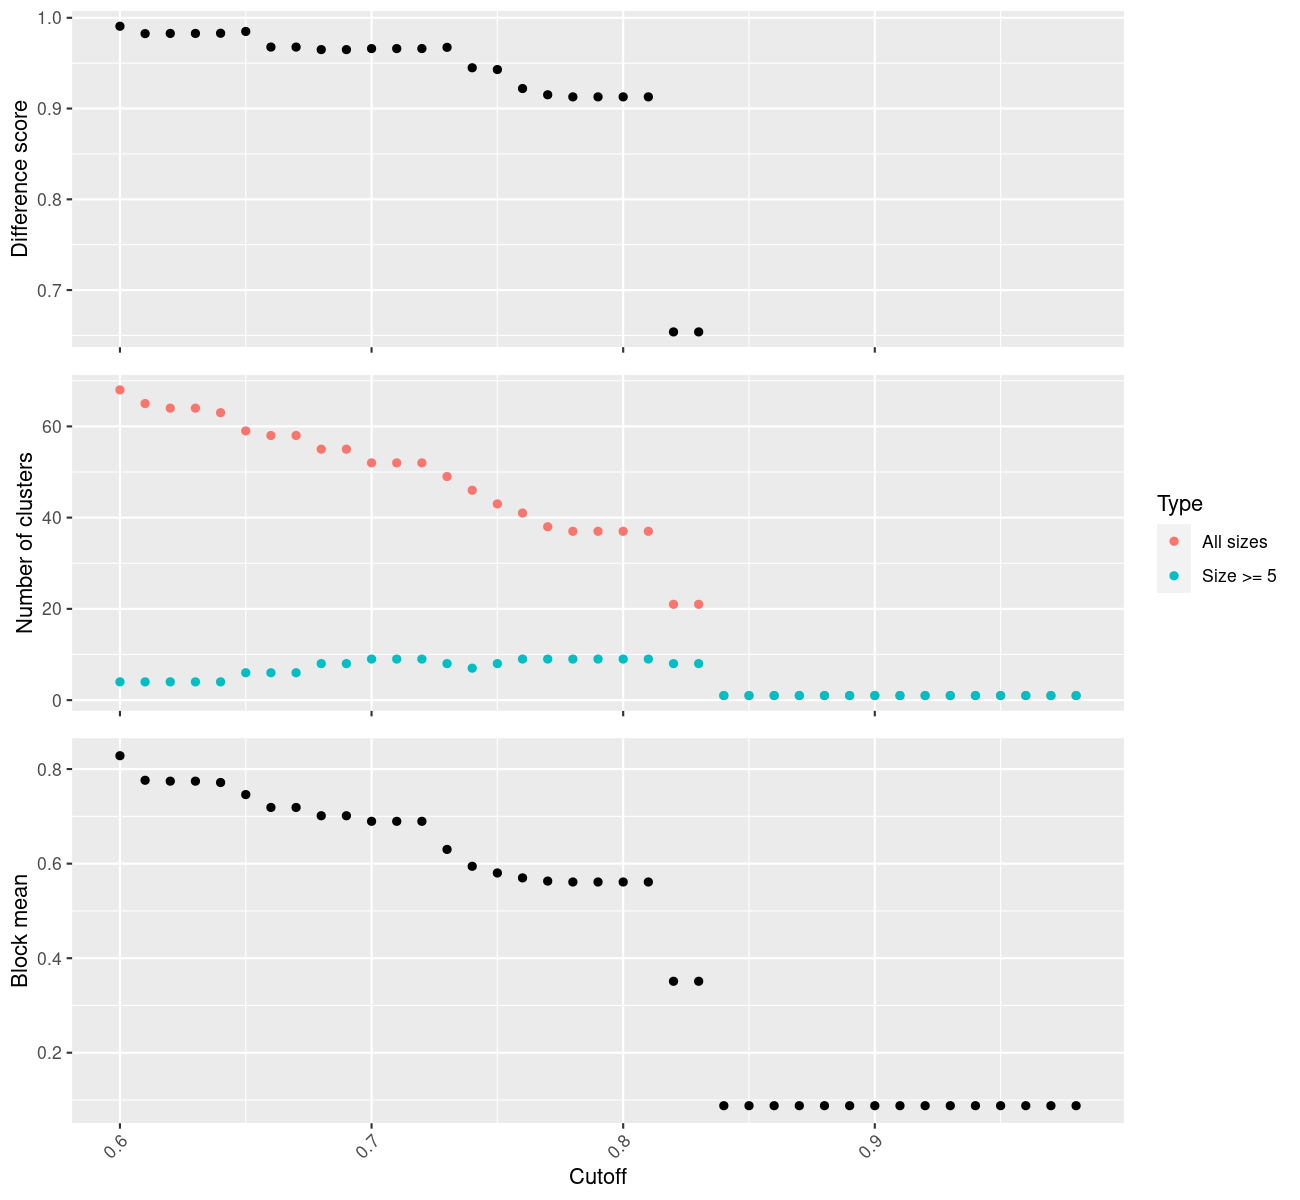 1.0
0.9
0.8
0.7
Difference score
60
40
20
0
Number of clusters
Type
All sizes
Size >= 5
0.8
0.6
0.4
0.2
Block mean
0.6
0.7
0.8
0.9
Cutoff